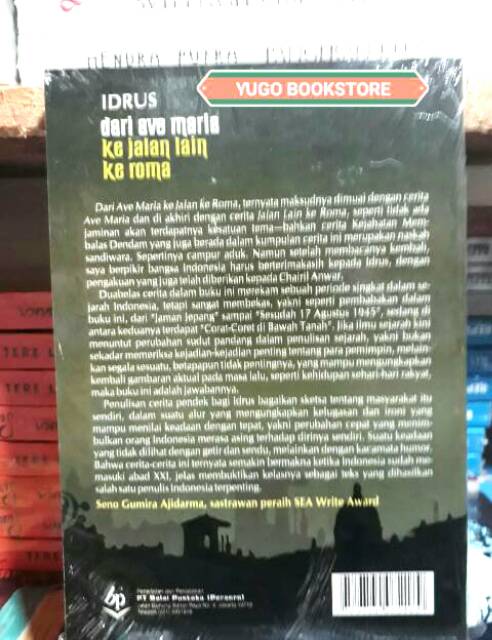 YUGO BOOKSTORE
IDRUS
dari ave maria
ke jalan lain
ke roma
Dari Ave Maria ke Jalan ke Roma, ternyata maksudnya dimuai dengan cerita
Ave Maria dan di akhiri dengan cerita Jalan Lain ke Roma, seperti tidak ada
jaminan akan terdapatnya kesatuan tema—bahkan cerita Kejahatan Mem-
balas Dendam yang juga berada dalam kumpulan cerita ini merupakan naskah
sandiwara. Sepertinya campur aduk. Namun setelah membacanya kembali,
saya berpikir bangsa Indonesia harus berterimakasih kepada Idrus, dengan
pengakuan yang juga telah diberikan kepada Chairil Anwar.
Duabelas cerita dalam buku ini merekam sebuah periode singkat dalam se-
jarah Indonesia, tetapi sangat membekas, yakni seperti pembabakan dalam
buku ini, dari "Jaman Jepang" sampai "Sesudah 17 Agustus 1945", sedang di
antara keduanya terdapat "Corat-Coret di Bawah Tanah". Jika ilmu sejarah kini
menuntut perubahan sudut pandang dalam penulisan sejarah, yakni bukan
sekadar memeriksa kejadian-kejadian penting tentang para pemimpin, melain-
kan segala sesuatu, betapapun tidak pentingnya, yang mampu mengungkapkan
kembali gambaran aktual pada masa lalu, seperti kehidupan sehari-hari rakyat,
maka buku ini adalah jawabannya.
Penulisan cerita pendek bagi Idrus bagaikan sketsa tentang masyarakat itu
sendiri, dalam suatu alur yang mengungkapkan kelugasan dan ironi yang
mampu menilai keadaan dengan tepat, yakni perubahan cepat yang menim-
bulkan orang Indonesia merasa asing terhadap dirinya sendiri. Suatu keadaan
yang tidak dilihat dengan getir dan sendu, melainkan dengan kacamata humor.
Bahwa cerita-cerita ini ternyata semakin bermakna ketika Indonesia sudah me-
masuki abad XXI, jelas membuktikan kelasnya sebagai teks yang dihasilkan
salah satu penulis Indonesia terpenting.
Seno Gumira Ajidarma, sastrawan peraih SEA Write Award
bp
Penerbitan dan Percetakan
PT Balai Pustaka (Persero)
TERE L
TERE